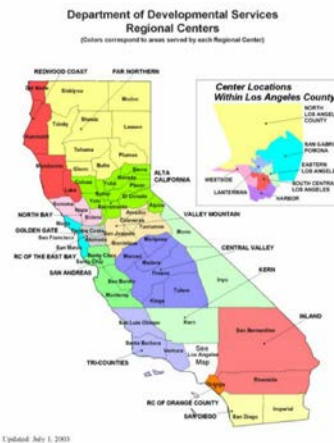 Department of Developmental Services
Regional Centers
(Colors correspond to areas served by each Regional Center)
REDWOOD COAST
FAR NORTHERN
Del Norte
Siskiyou
Modoc
Trinity
Shasta
Lassen
Humboldt
Tehama
Plumas
Mendocino
Glenn
Butte
Lake
Colusa
Yuba
Nevada
Placer
ALTA
CALIFORNIA
El Dorado
Sacramento
Alpine
Amador
Calaveras
Tuolumne
NORTH BAY
Sonoma
Napa
Solano
VALLEY MOUNTAIN
GOLDEN GATE
Marin
San Francisco
San Mateo
Contra Costa
Alameda
San Joaquin
Stanislaus
Mono
RC OF THE EAST BAY
Santa Clara
Santa Cruz
Merced
Mariposa
Madera
CENTRAL VALLEY
SAN ANDREAS
San Benito
Monterey
Fresno
Kings
Tulare
Inyo
KERN
San Luis Obispo
Kern
INLAND
San Bernardino
Santa Barbara
Ventura
See
Los Angeles
Map
TRI-COUNTIES
Orange
Riverside
RC OF ORANGE COUNTY
SAN DIEGO
San Diego
Imperial
Center Locations
Within Los Angeles County
NORTH
LOS ANGELES
COUNTY
SAN GABRIEL
POMONA
EASTERN
LOS ANGELES
SOUTH CENTRAL
LOS ANGELES
WESTSIDE
LANTERMAN
HARBOR
Updated July 1, 2003